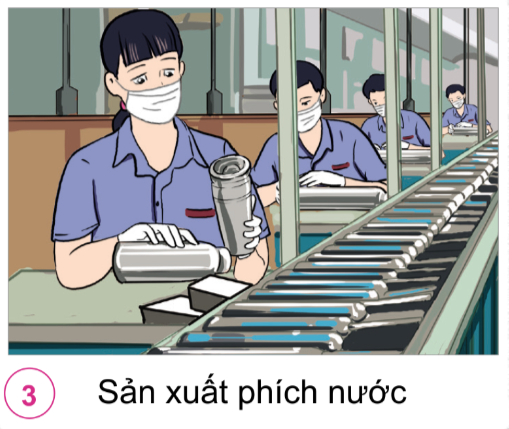 3 Sản xuất phích nước